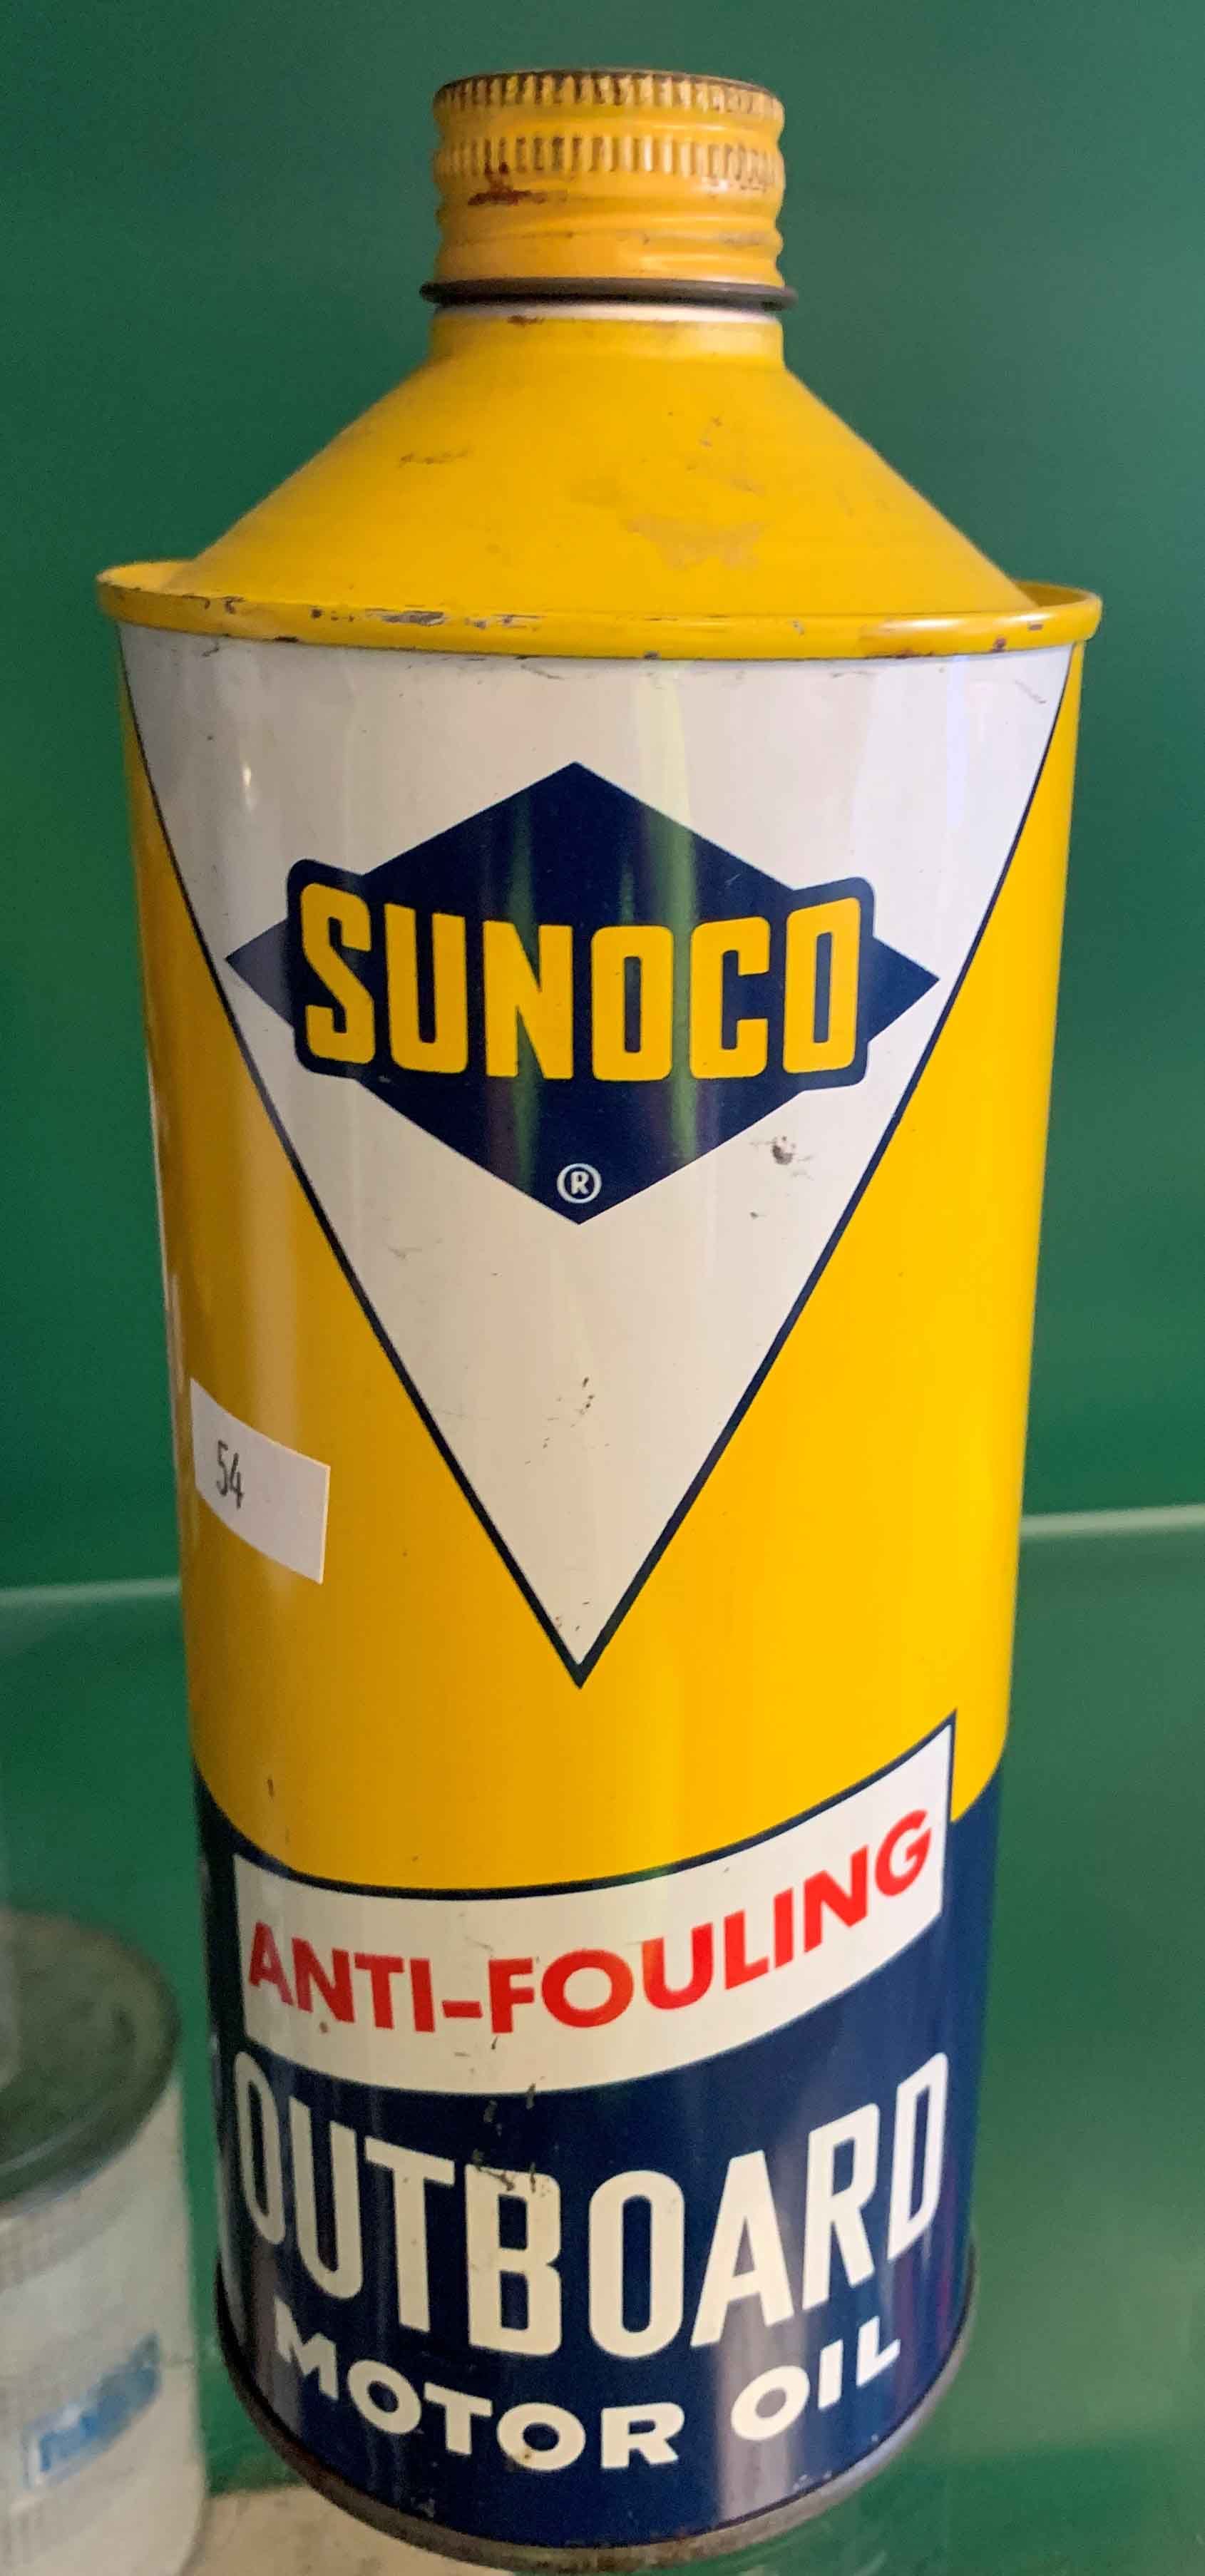 SUNOCO
®
54
ANTI-FOULING
OUTBOARD
MOTOR OIL